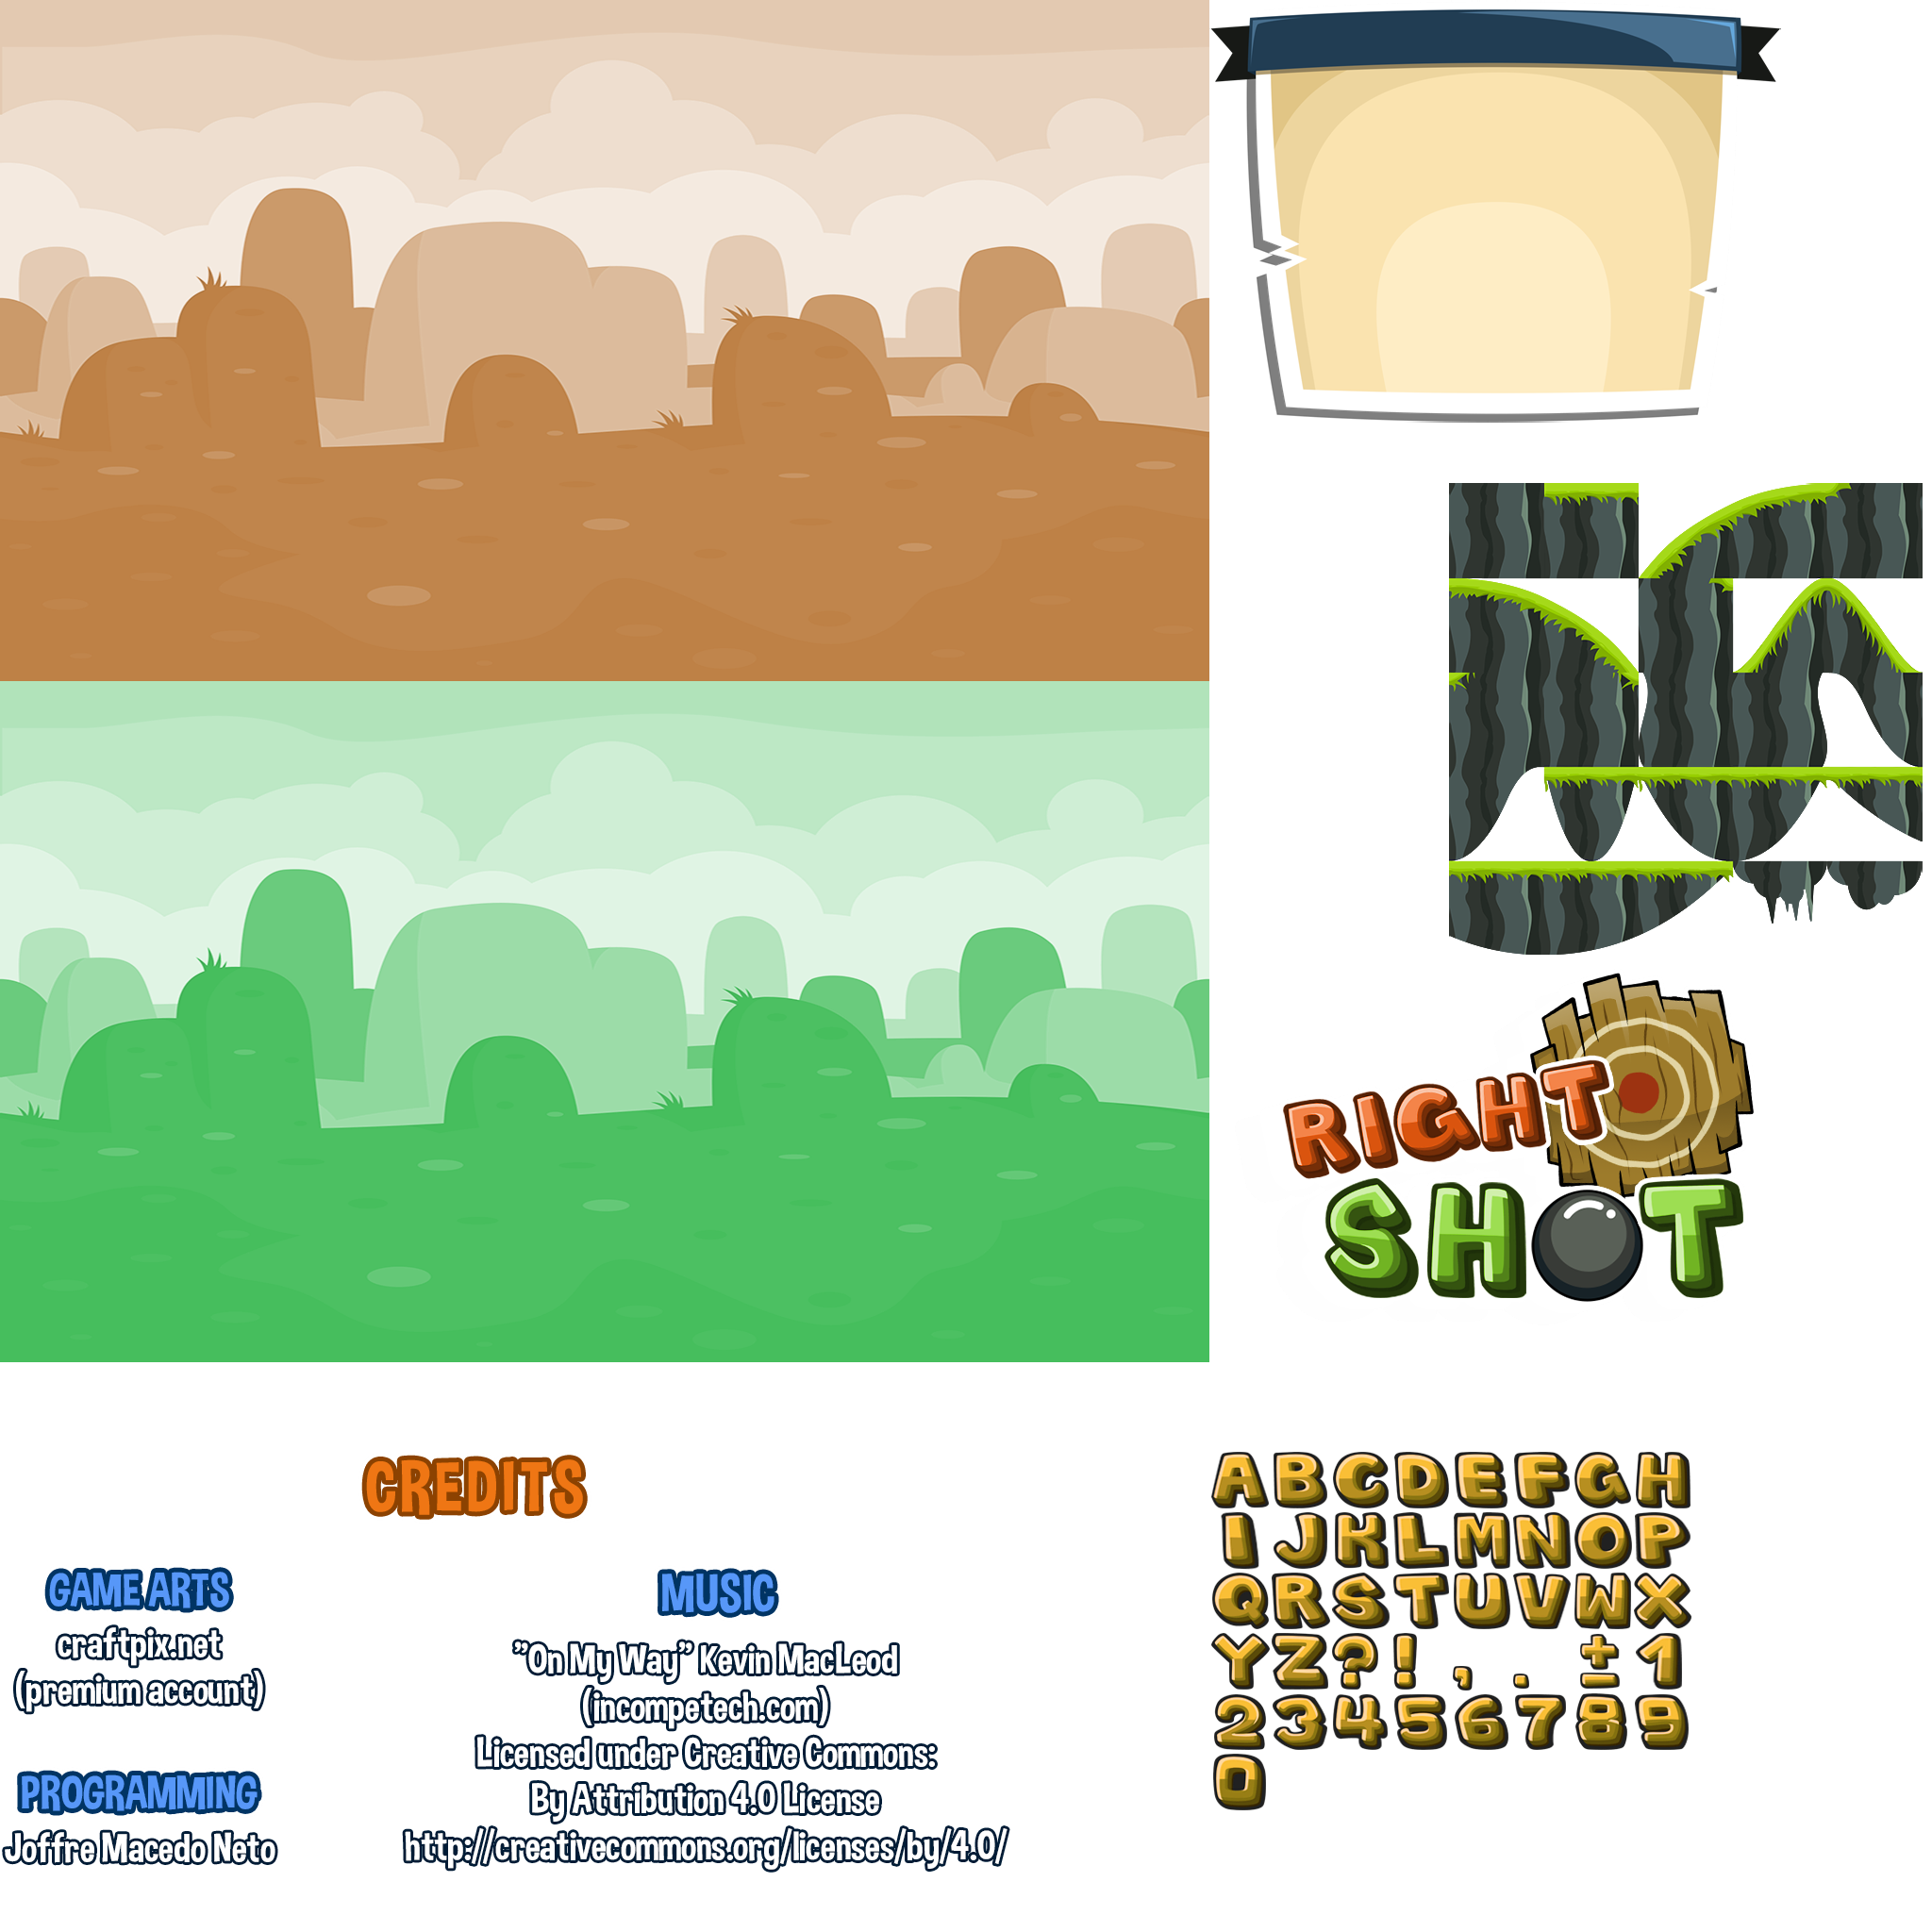 RIGHT
SHOT
CREDITS
GAME ARTS
craftpix.net
(premium account)
PROGRAMMING
Joffre Macedo Neto
MUSIC
"On My Way" Kevin MacLeod
(incompetech.com)
Licensed under Creative Commons:
By Attribution 4.0 License
http://creativecommons.org/licenses/by/4.0/
ABCDEFGH
IJKLMNOP
QRSTUVWX
YZ?!,.±1
23456789
0